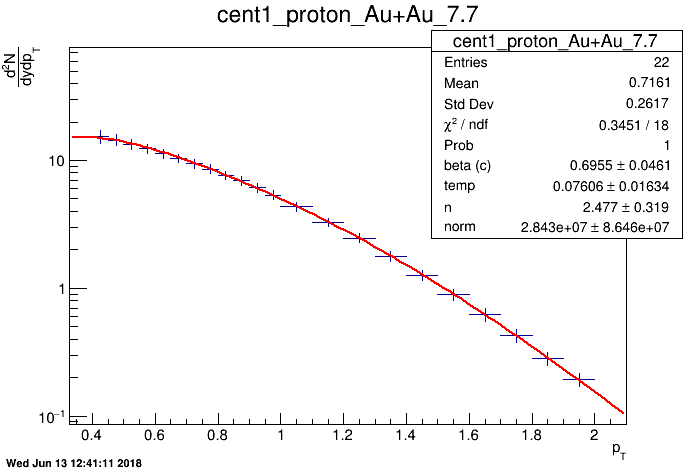 cent1_proton_Au+Au_7.7
d²N
dydp_T
cent1_proton_Au+Au_7.7
Entries 22
Mean 0.7161
Std Dev 0.2617
χ² / ndf 0.3451 / 18
Prob 1
beta (c) 0.6955 ± 0.0461
temp 0.07606 ± 0.01634
n 2.477 ± 0.319
norm 2.843e+07 ± 8.646e+07
10
1
10⁻¹
0.4 0.6 0.8 1 1.2 1.4 1.6 1.8 2
p_T
Wed Jun 13 12:41:11 2018